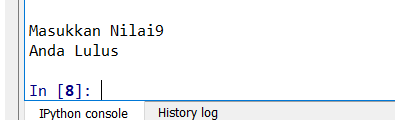 Masukkan Nilai9
Anda Lulus
In [8]:
IPython console History log